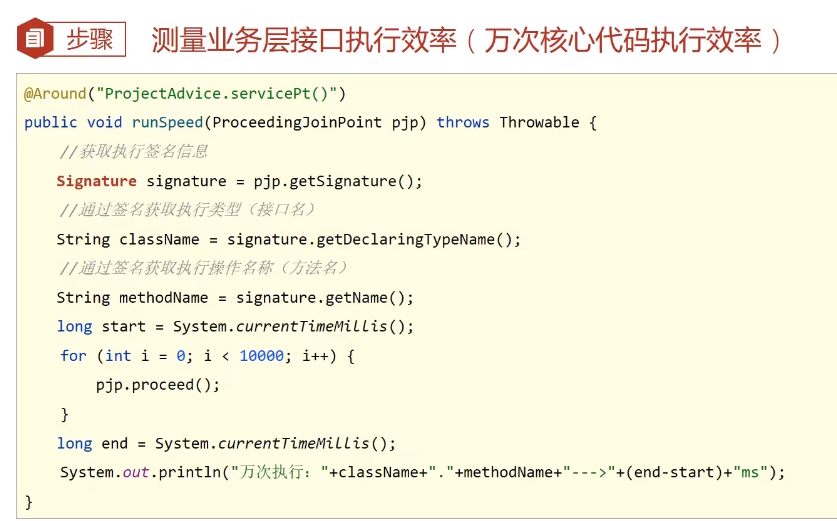 步骤 测量业务层接口执行效率（万次核心代码执行效率）
@Around("ProjectAdvice.servicePt()")
public void runSpeed(ProceedingJoinPoint pjp) throws Throwable {
    //获取执行签名信息
    Signature signature = pjp.getSignature();
    //通过签名获取执行类型（接口名）
    String className = signature.getDeclaringTypeName();
    //通过签名获取执行操作名称（方法名）
    String methodName = signature.getName();
    long start = System.currentTimeMillis();
    for (int i = 0; i < 10000; i++) {
        pjp.proceed();
    }
    long end = System.currentTimeMillis();
    System.out.println("万次执行："+className+"."+methodName+"--->"+(end-start)+"ms");
}